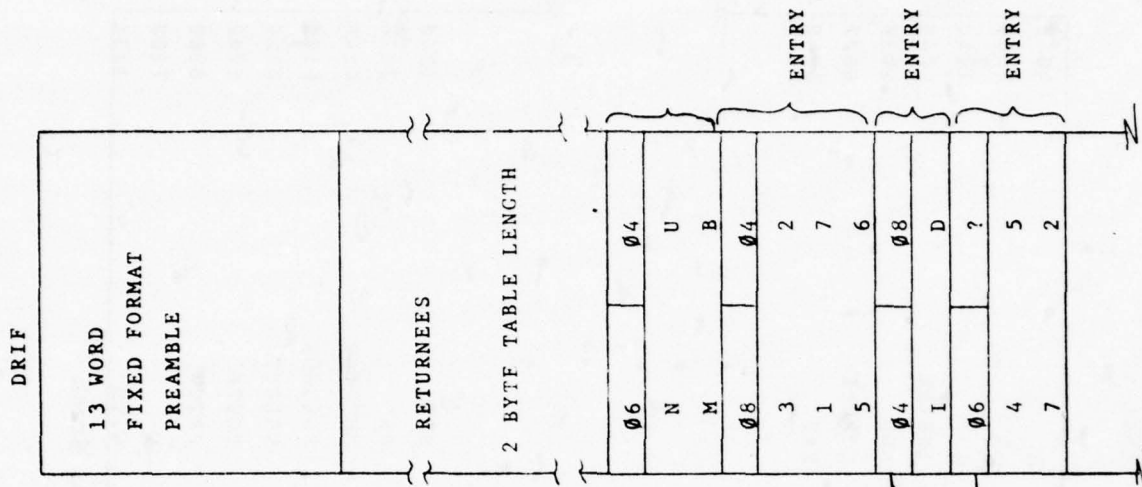 DRIF
13 WORD
FIXED FORMAT
PREAMBLE
RETURNEES
2 BYTF TABLE LENGTH
Ø6 Ø4
N U
M B
Ø8 Ø4
3 2
1 7
5 6
ENTRY
Ø4 Ø8
I D
ENTRY
Ø6 ?
4 5
7 2
ENTRY